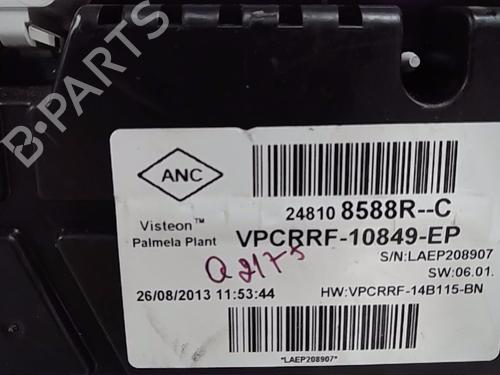 B-PARTS
ANC
24810 8588R--C
Visteon™
Palmela Plant
VPCRRF-10849-EP
S/N:LAEP208907
SW:06.01.
26/08/2013 11:53:44
HW:VPCRRF-14B115-BN
*LAEP208907*